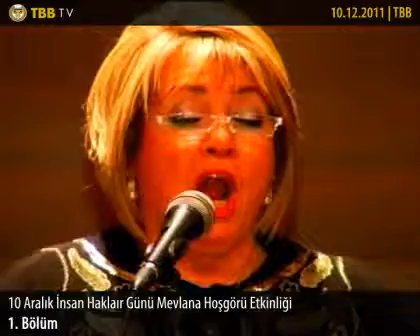 TBB TV
10.12.2011 | TBB
10 Aralık İnsan Haklaır Günü Mevlana Hoşgörü Etkinliği
1. Bölüm